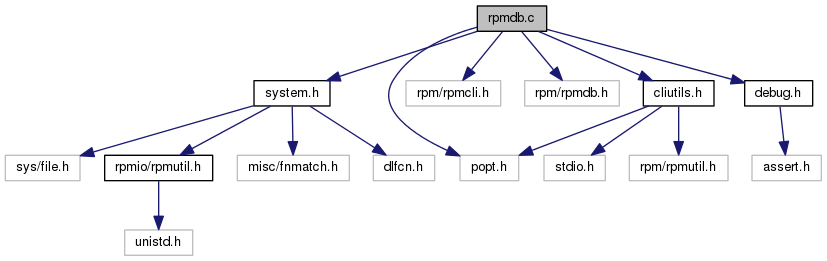 rpmdb.c
system.h
rpm/rpmcli.h
rpm/rpmdb.h
cliutils.h
debug.h
sys/file.h
rpmio/rpmutil.h
misc/fnmatch.h
dlfcn.h
popt.h
stdio.h
rpm/rpmutil.h
assert.h
unistd.h